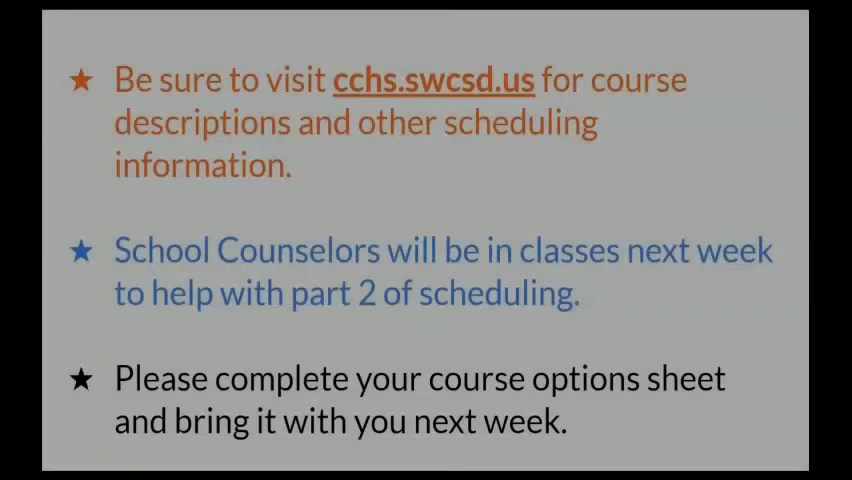 ★ Be sure to visit cchs.swcsd.us for course
descriptions and other scheduling
information.
★ School Counselors will be in classes next week
to help with part 2 of scheduling.
★ Please complete your course options sheet
and bring it with you next week.